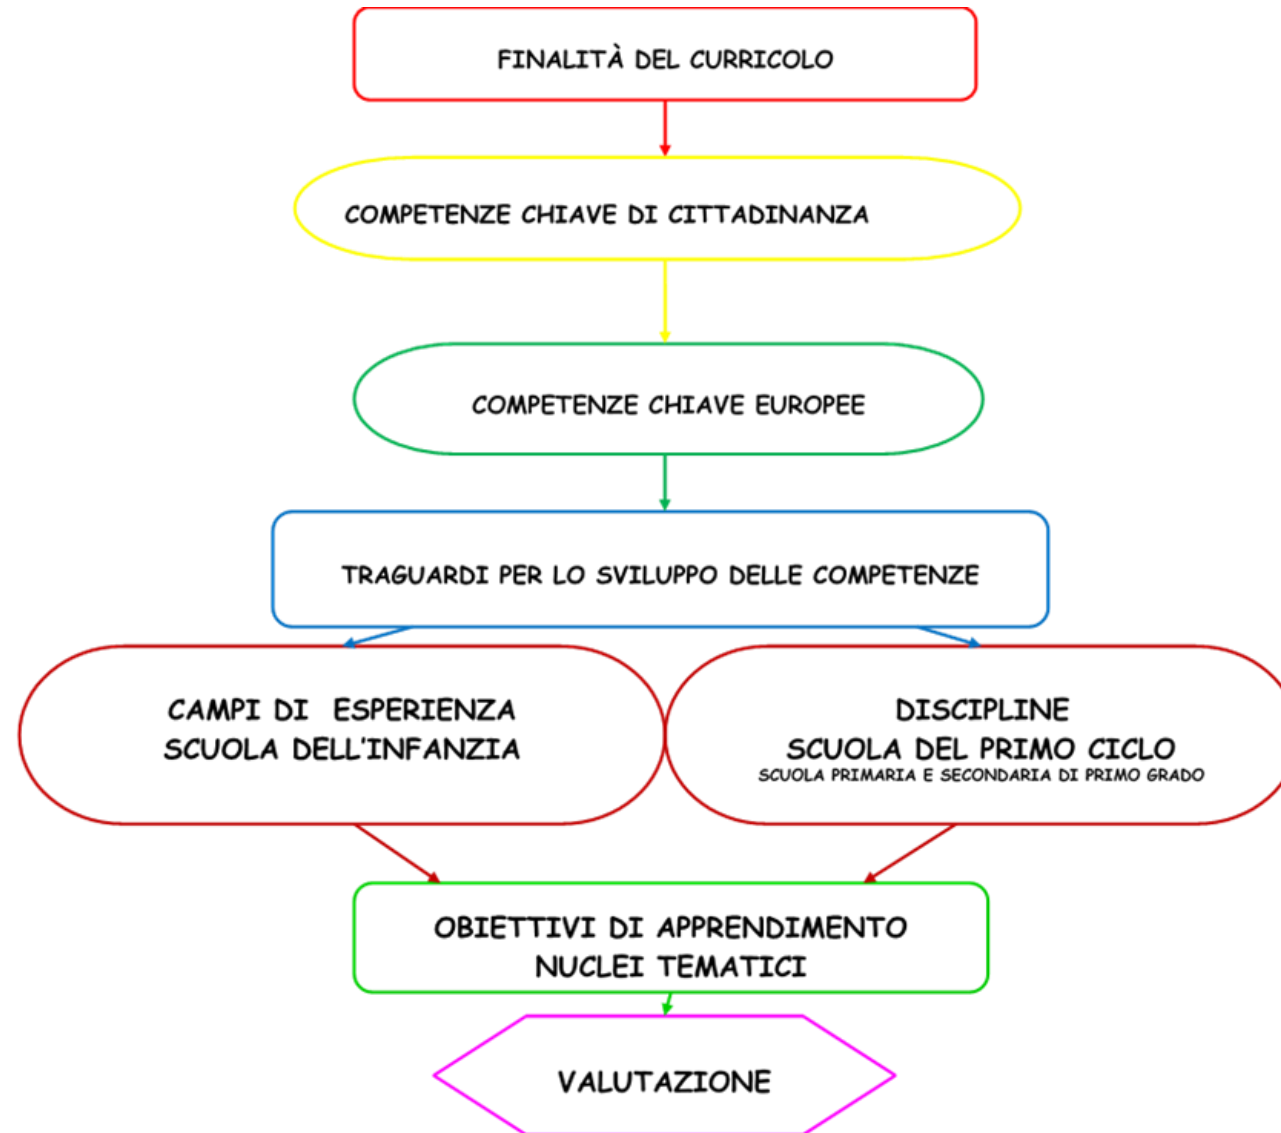 FINALITÀ DEL CURRICOLO
COMPETENZE CHIAVE DI CITTADINANZA
COMPETENZE CHIAVE EUROPEE
TRAGUARDI PER LO SVILUPPO DELLE COMPETENZE
CAMPI DI ESPERIENZA
SCUOLA DELL'INFANZIA
DISCIPLINE
SCUOLA DEL PRIMO CICLO
SCUOLA PRIMARIA E SECONDARIA DI PRIMO GRADO
OBIETTIVI DI APPRENDIMENTO
NUCLEI TEMATICI
VALUTAZIONE